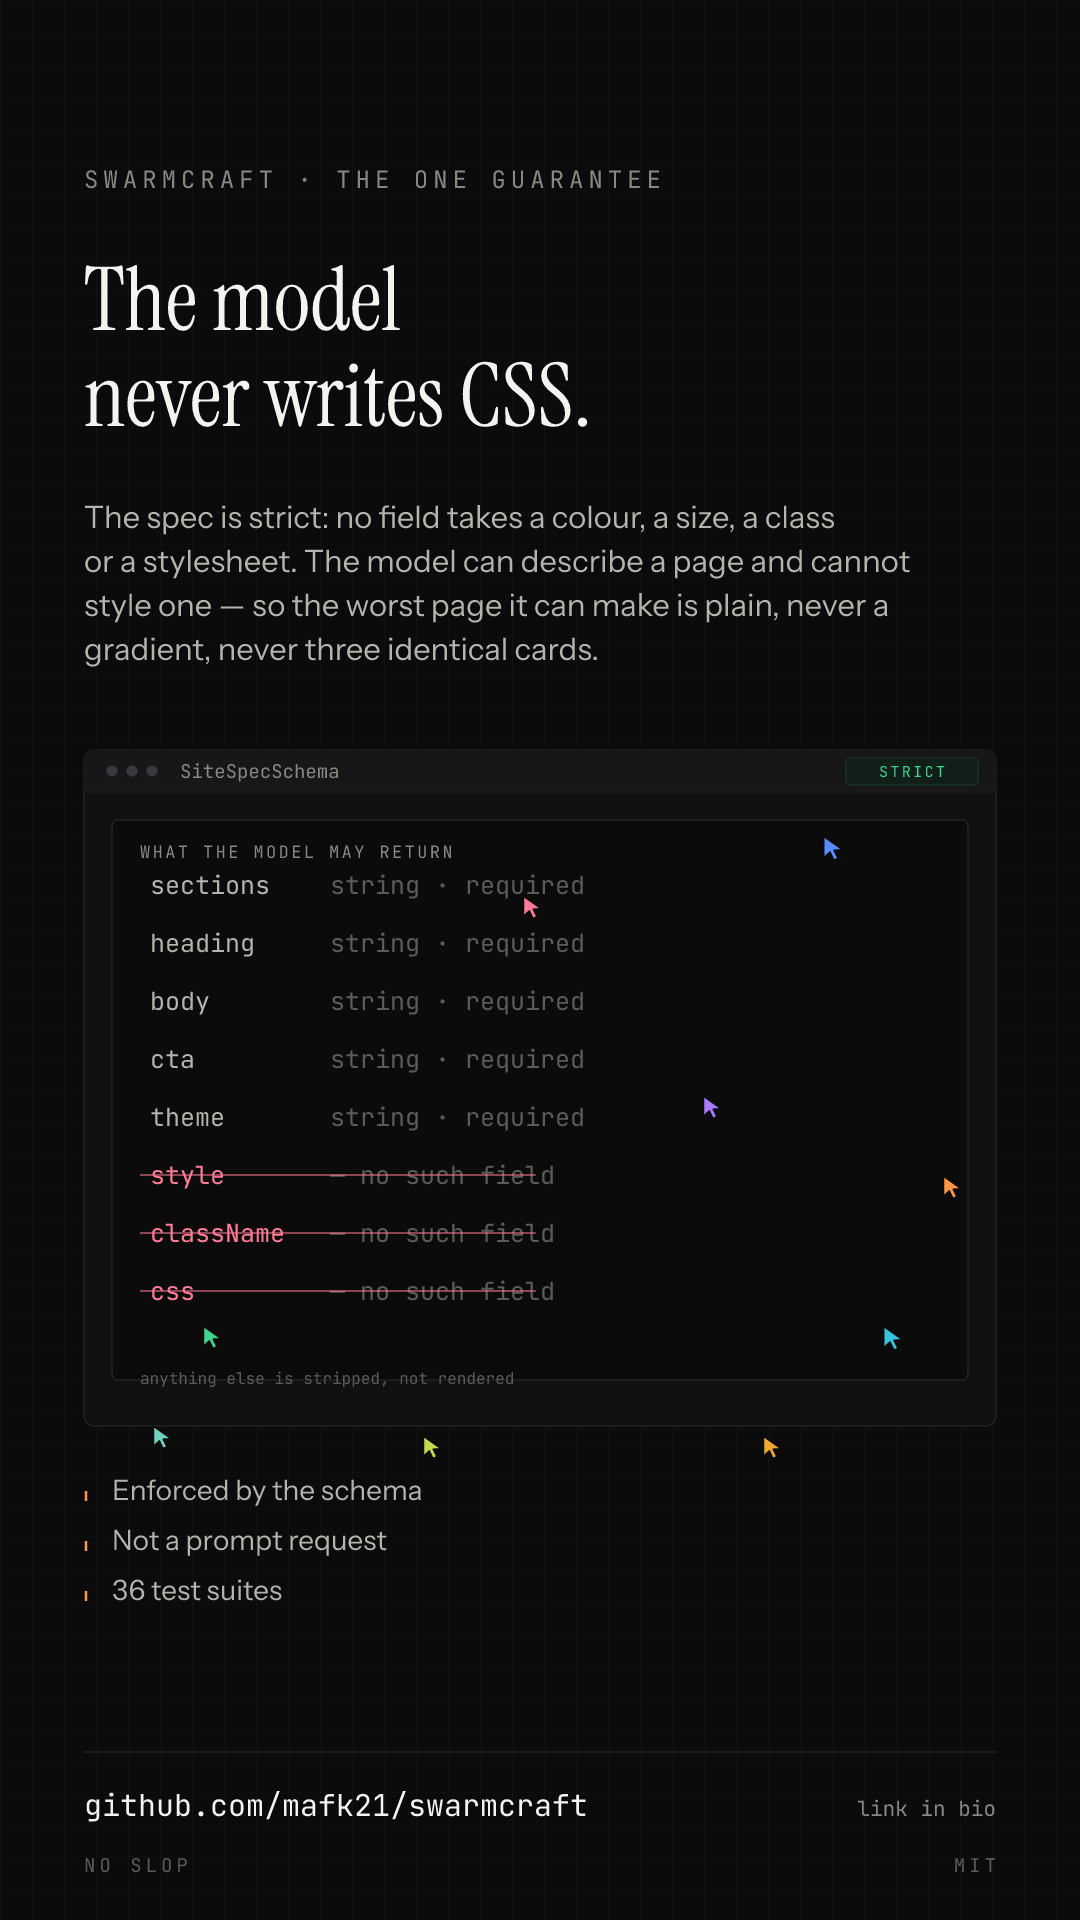 SWARMCRAFT · THE ONE GUARANTEE
The model
never writes CSS.
The spec is strict: no field takes a colour, a size, a class
or a stylesheet. The model can describe a page and cannot
style one — so the worst page it can make is plain, never a
gradient, never three identical cards.
SiteSpecSchema STRICT
WHAT THE MODEL MAY RETURN
sections string · required
heading string · required
body string · required
cta string · required
theme string · required
style — no such field
className — no such field
css — no such field
anything else is stripped, not rendered
Enforced by the schema
Not a prompt request
36 test suites
github.com/mafk21/swarmcraft link in bio
NO SLOP MIT